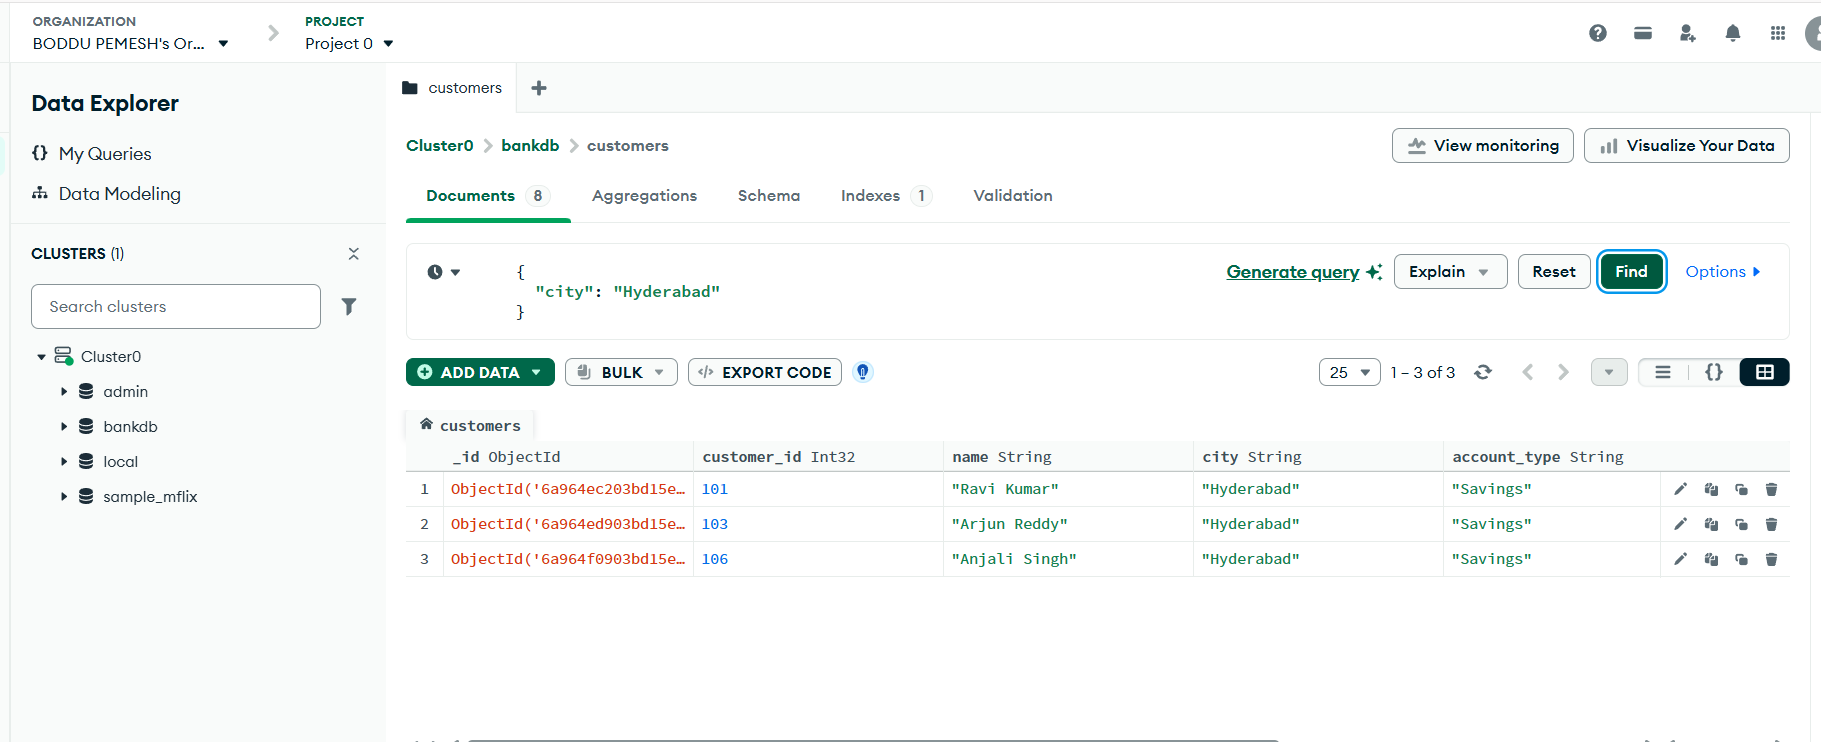 ORGANIZATION
BODDU PEMESH's Or...
PROJECT
Project 0
Data Explorer
My Queries
Data Modeling
CLUSTERS (1)
Search clusters
Cluster0
admin
bankdb
local
sample_mflix
customers
Cluster0 > bankdb > customers
View monitoring
Visualize Your Data
Documents 8
Aggregations
Schema
Indexes 1
Validation
{
"city": "Hyderabad"
}
Generate query
Explain
Reset
Find
Options
ADD DATA
BULK
EXPORT CODE
25
1 – 3 of 3
customers
_id ObjectId customer_id Int32 name String city String account_type String
1 ObjectId('6a964ec203bd15e… 101 "Ravi Kumar" "Hyderabad" "Savings"
2 ObjectId('6a964ed903bd15e… 103 "Arjun Reddy" "Hyderabad" "Savings"
3 ObjectId('6a964f0903bd15e… 106 "Anjali Singh" "Hyderabad" "Savings"